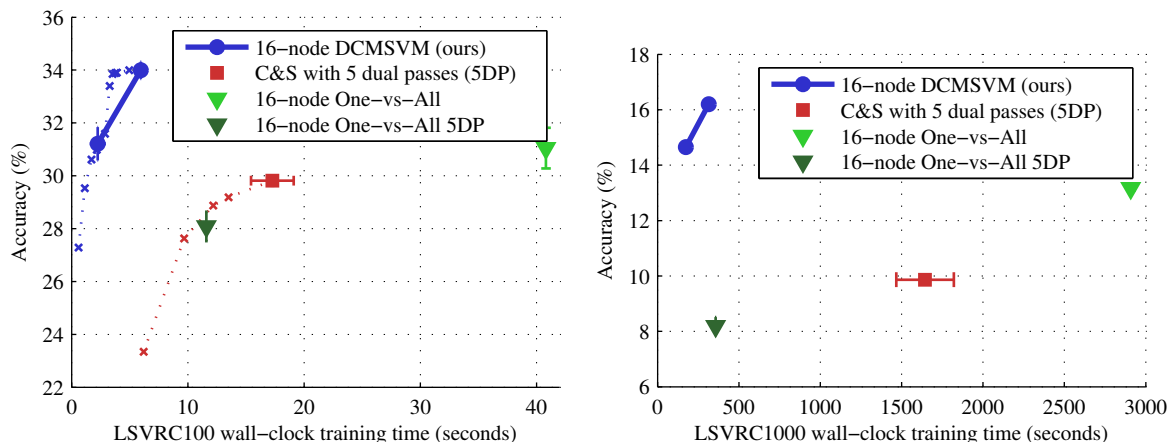 36
34
32
30
28
26
24
22
Accuracy (%)
0
10
20
30
40
LSVRC100 wall−clock training time (seconds)
16−node DCMSVM (ours)
C&S with 5 dual passes (5DP)
16−node One−vs−All
16−node One−vs−All 5DP
18
16
14
12
10
8
6
Accuracy (%)
0
500
1000
1500
2000
2500
3000
LSVRC1000 wall−clock training time (seconds)
16−node DCMSVM (ours)
C&S with 5 dual passes (5DP)
16−node One−vs−All
16−node One−vs−All 5DP